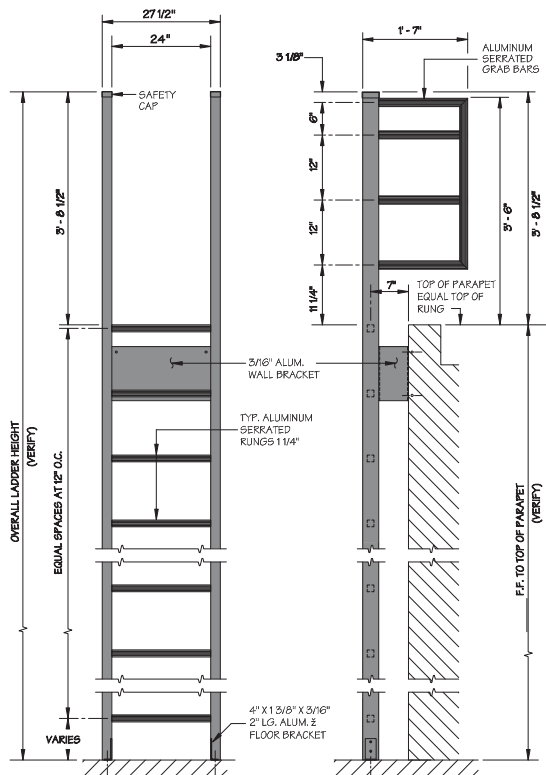 27 1/2"
24"
SAFETY
CAP
3' - 8 1/2"
OVERALL LADDER HEIGHT
(VERIFY)
EQUAL SPACES AT 12" O.C.
VARIES
3/16" ALUM.
WALL BRACKET
TYP. ALUMINUM
SERRATED
RUNGS 1 1/4"
4" X 1 3/8" X 3/16"
2" LG. ALUM. ž
FLOOR BRACKET
1' - 7"
3 1/8"
ALUMINUM
SERRATED
GRAB BARS
6"
12"
12"
11 1/4"
7"
3' - 6"
3' - 8 1/2"
TOP OF PARAPET
EQUAL TOP OF
RUNG
F.F. TO TOP OF PARAPET
(VERIFY)